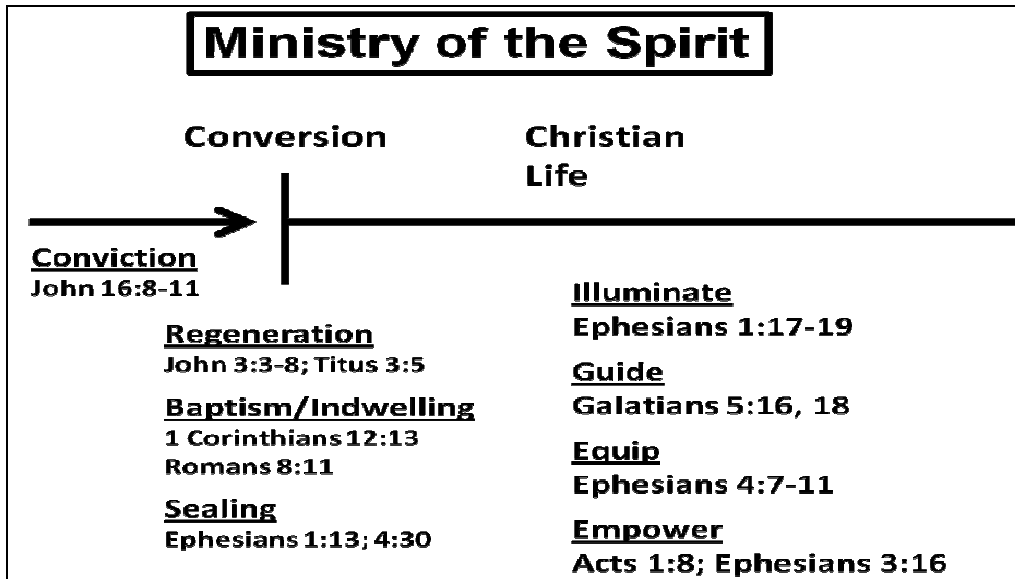 Ministry of the Spirit
Conversion
Christian
Life
Conviction
John 16:8-11
Regeneration
John 3:3-8; Titus 3:5
Baptism/Indwelling
1 Corinthians 12:13
Romans 8:11
Sealing
Ephesians 1:13; 4:30
Illuminate
Ephesians 1:17-19
Guide
Galatians 5:16, 18
Equip
Ephesians 4:7-11
Empower
Acts 1:8; Ephesians 3:16